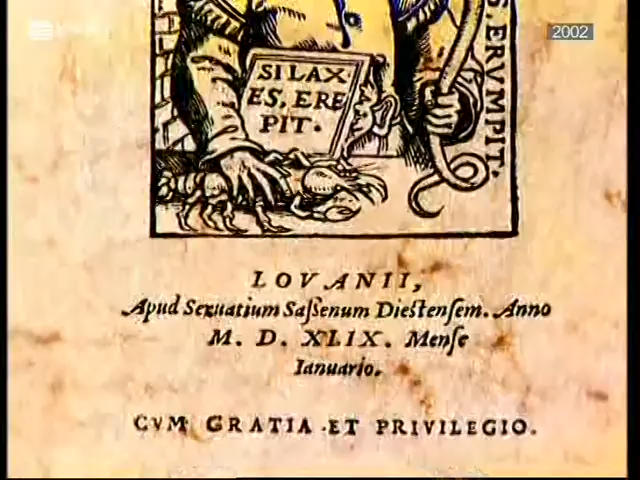 2002
S. ERVMPIT.
SI LAX
ES, ERE
PIT.
LOVANII,
Apud Seruatium Saſſenum Dieſtenſem. Anno
M. D. XLIX. Menſe
Ianuario.
CVM GRATIA ET PRIVILEGIO.